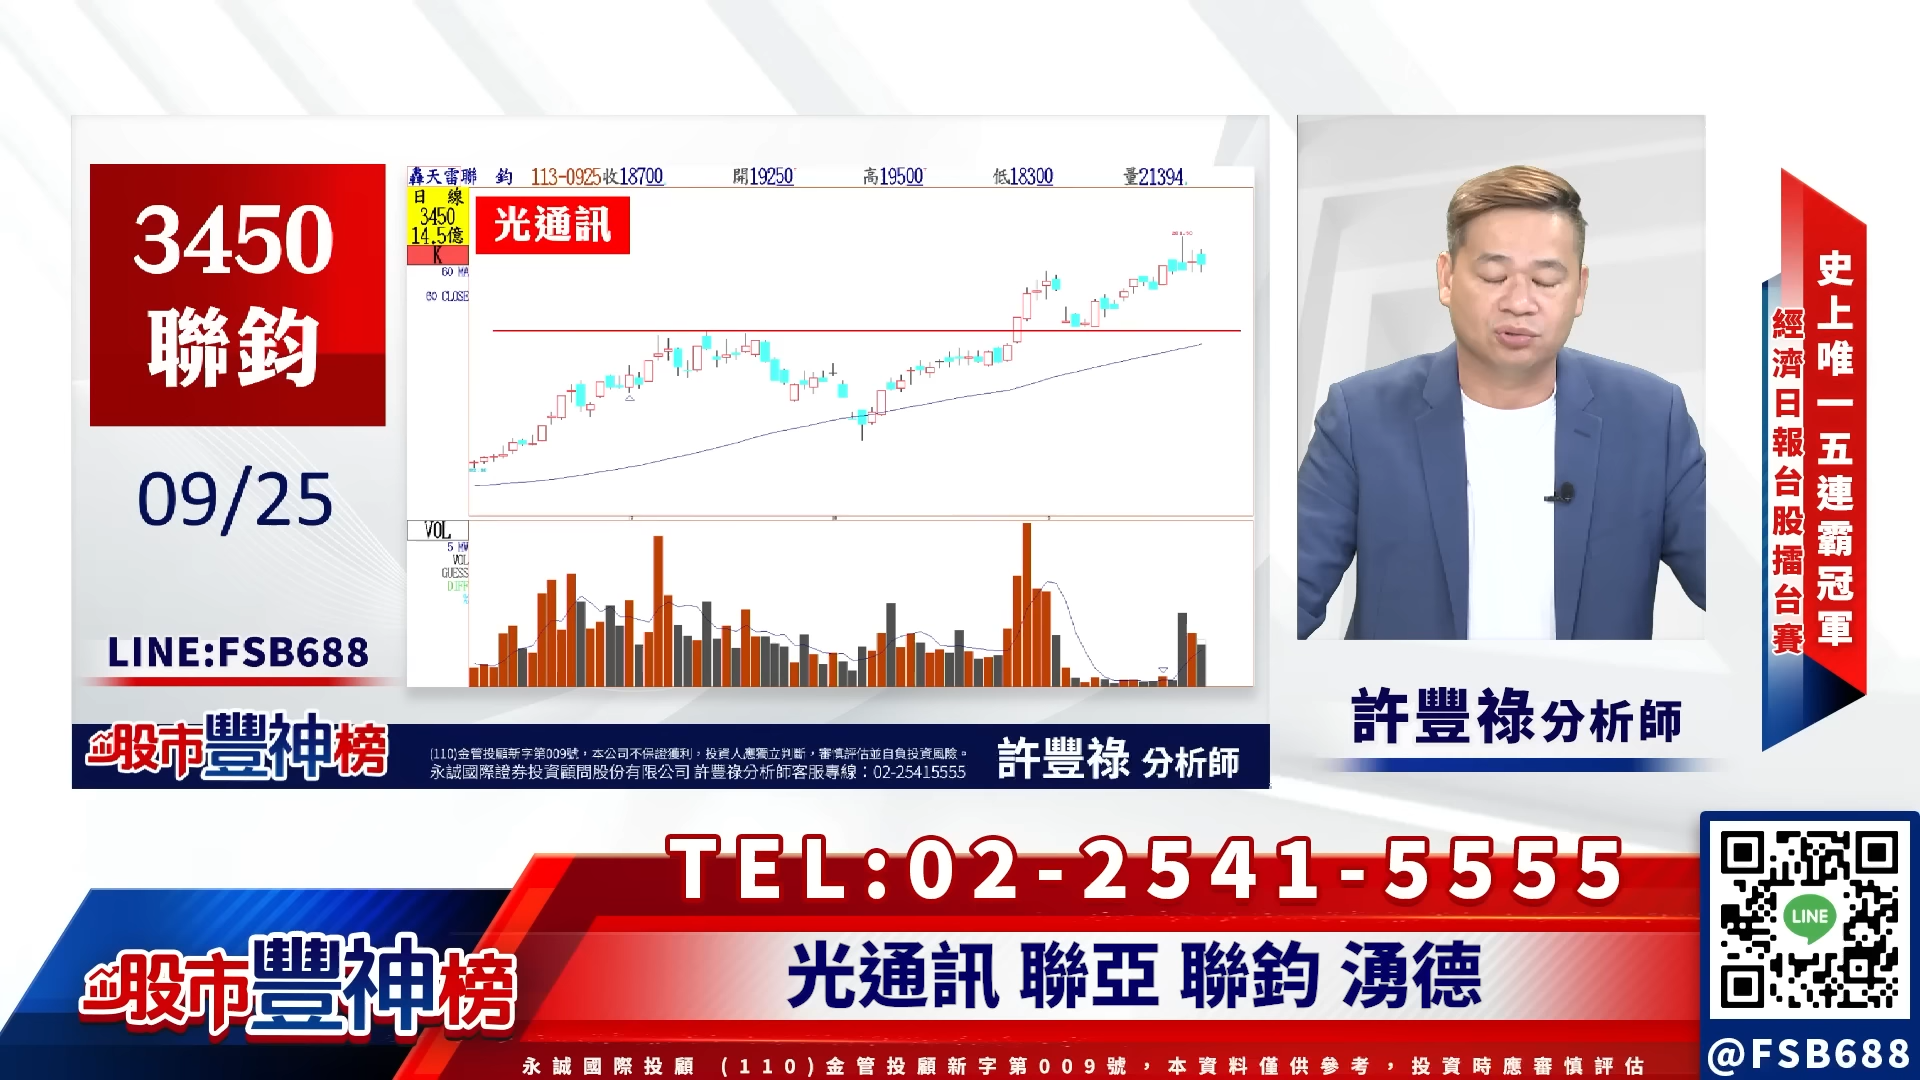 3450
聯鈞
09/25
LINE:FSB688
轟天雷聯 鈞 113-0925收18700 開19250 高19500 低18300 量21394
日 線
3450
14.5億
K
60 MA
60 CLOSE
光通訊
VOL
5 MV
VOL
GUESS
DIFF
股市豐神榜
(110)金管投顧新字第009號，本公司不保證獲利，投資人應獨立判斷，審慎評估並自負投資風險。
永誠國際證券投資顧問股份有限公司 許豐祿分析師客服專線：02-25415555
許豐祿 分析師
許豐祿分析師
史上唯一五連霸冠軍
經濟日報台股擂台賽
TEL:02-2541-5555
股市豐神榜
光通訊 聯亞 聯鈞 湧德
永誠國際投顧 (110)金管投顧新字第009號，本資料僅供參考，投資時應審慎評估
LINE
@FSB688